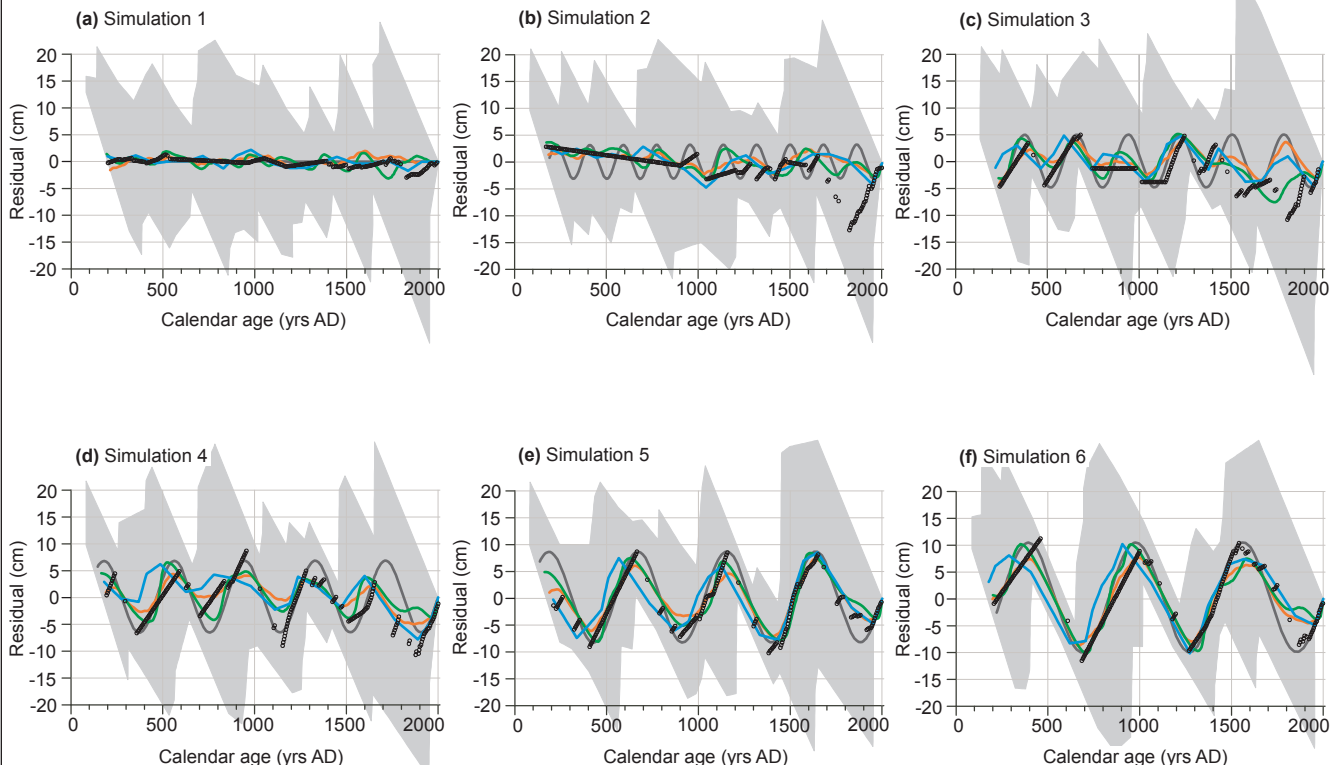 (a) Simulation 1
(b) Simulation 2
(c) Simulation 3
Residual (cm)
20
15
10
5
0
-5
-10
-15
-20
0 500 1000 1500 2000
Calendar age (yrs AD)
Residual (cm)
20
15
10
5
0
-5
-10
-15
-20
0 500 1000 1500 2000
Calendar age (yrs AD)
Residual (cm)
20
15
10
5
0
-5
-10
-15
-20
0 500 1000 1500 2000
Calendar age (yrs AD)
(d) Simulation 4
(e) Simulation 5
(f) Simulation 6
Residual (cm)
20
15
10
5
0
-5
-10
-15
-20
0 500 1000 1500 2000
Calendar age (yrs AD)
Residual (cm)
20
15
10
5
0
-5
-10
-15
-20
0 500 1000 1500 2000
Calendar age (yrs AD)
Residual (cm)
20
15
10
5
0
-5
-10
-15
-20
0 500 1000 1500 2000
Calendar age (yrs AD)